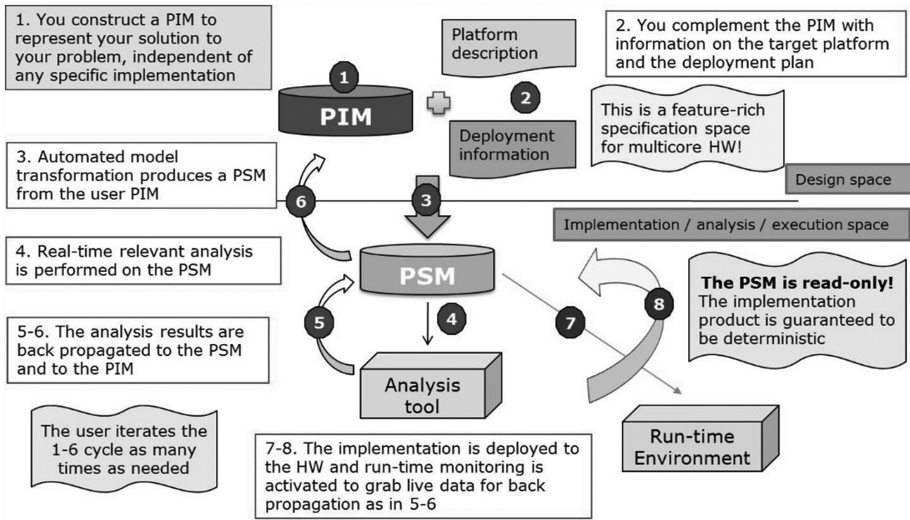 1. You construct a PIM to
represent your solution to
your problem, independent of
any specific implementation
Platform
description
2. You complement the PIM with
information on the target platform
and the deployment plan
1
PIM
2
Deployment
information
This is a feature-rich
specification space
for multicore HW!
3. Automated model
transformation produces a PSM
from the user PIM
Design space
6
3
Implementation / analysis / execution space
4. Real-time relevant analysis
is performed on the PSM
PSM
The PSM is read-only!
The implementation
product is guaranteed to
be deterministic
5
4
7
8
5-6. The analysis results are
back propagated to the PSM
and to the PIM
Analysis
tool
The user iterates the
1-6 cycle as many
times as needed
7-8. The implementation is deployed to
the HW and run-time monitoring is
activated to grab live data for back
propagation as in 5-6
Run-time
Environment